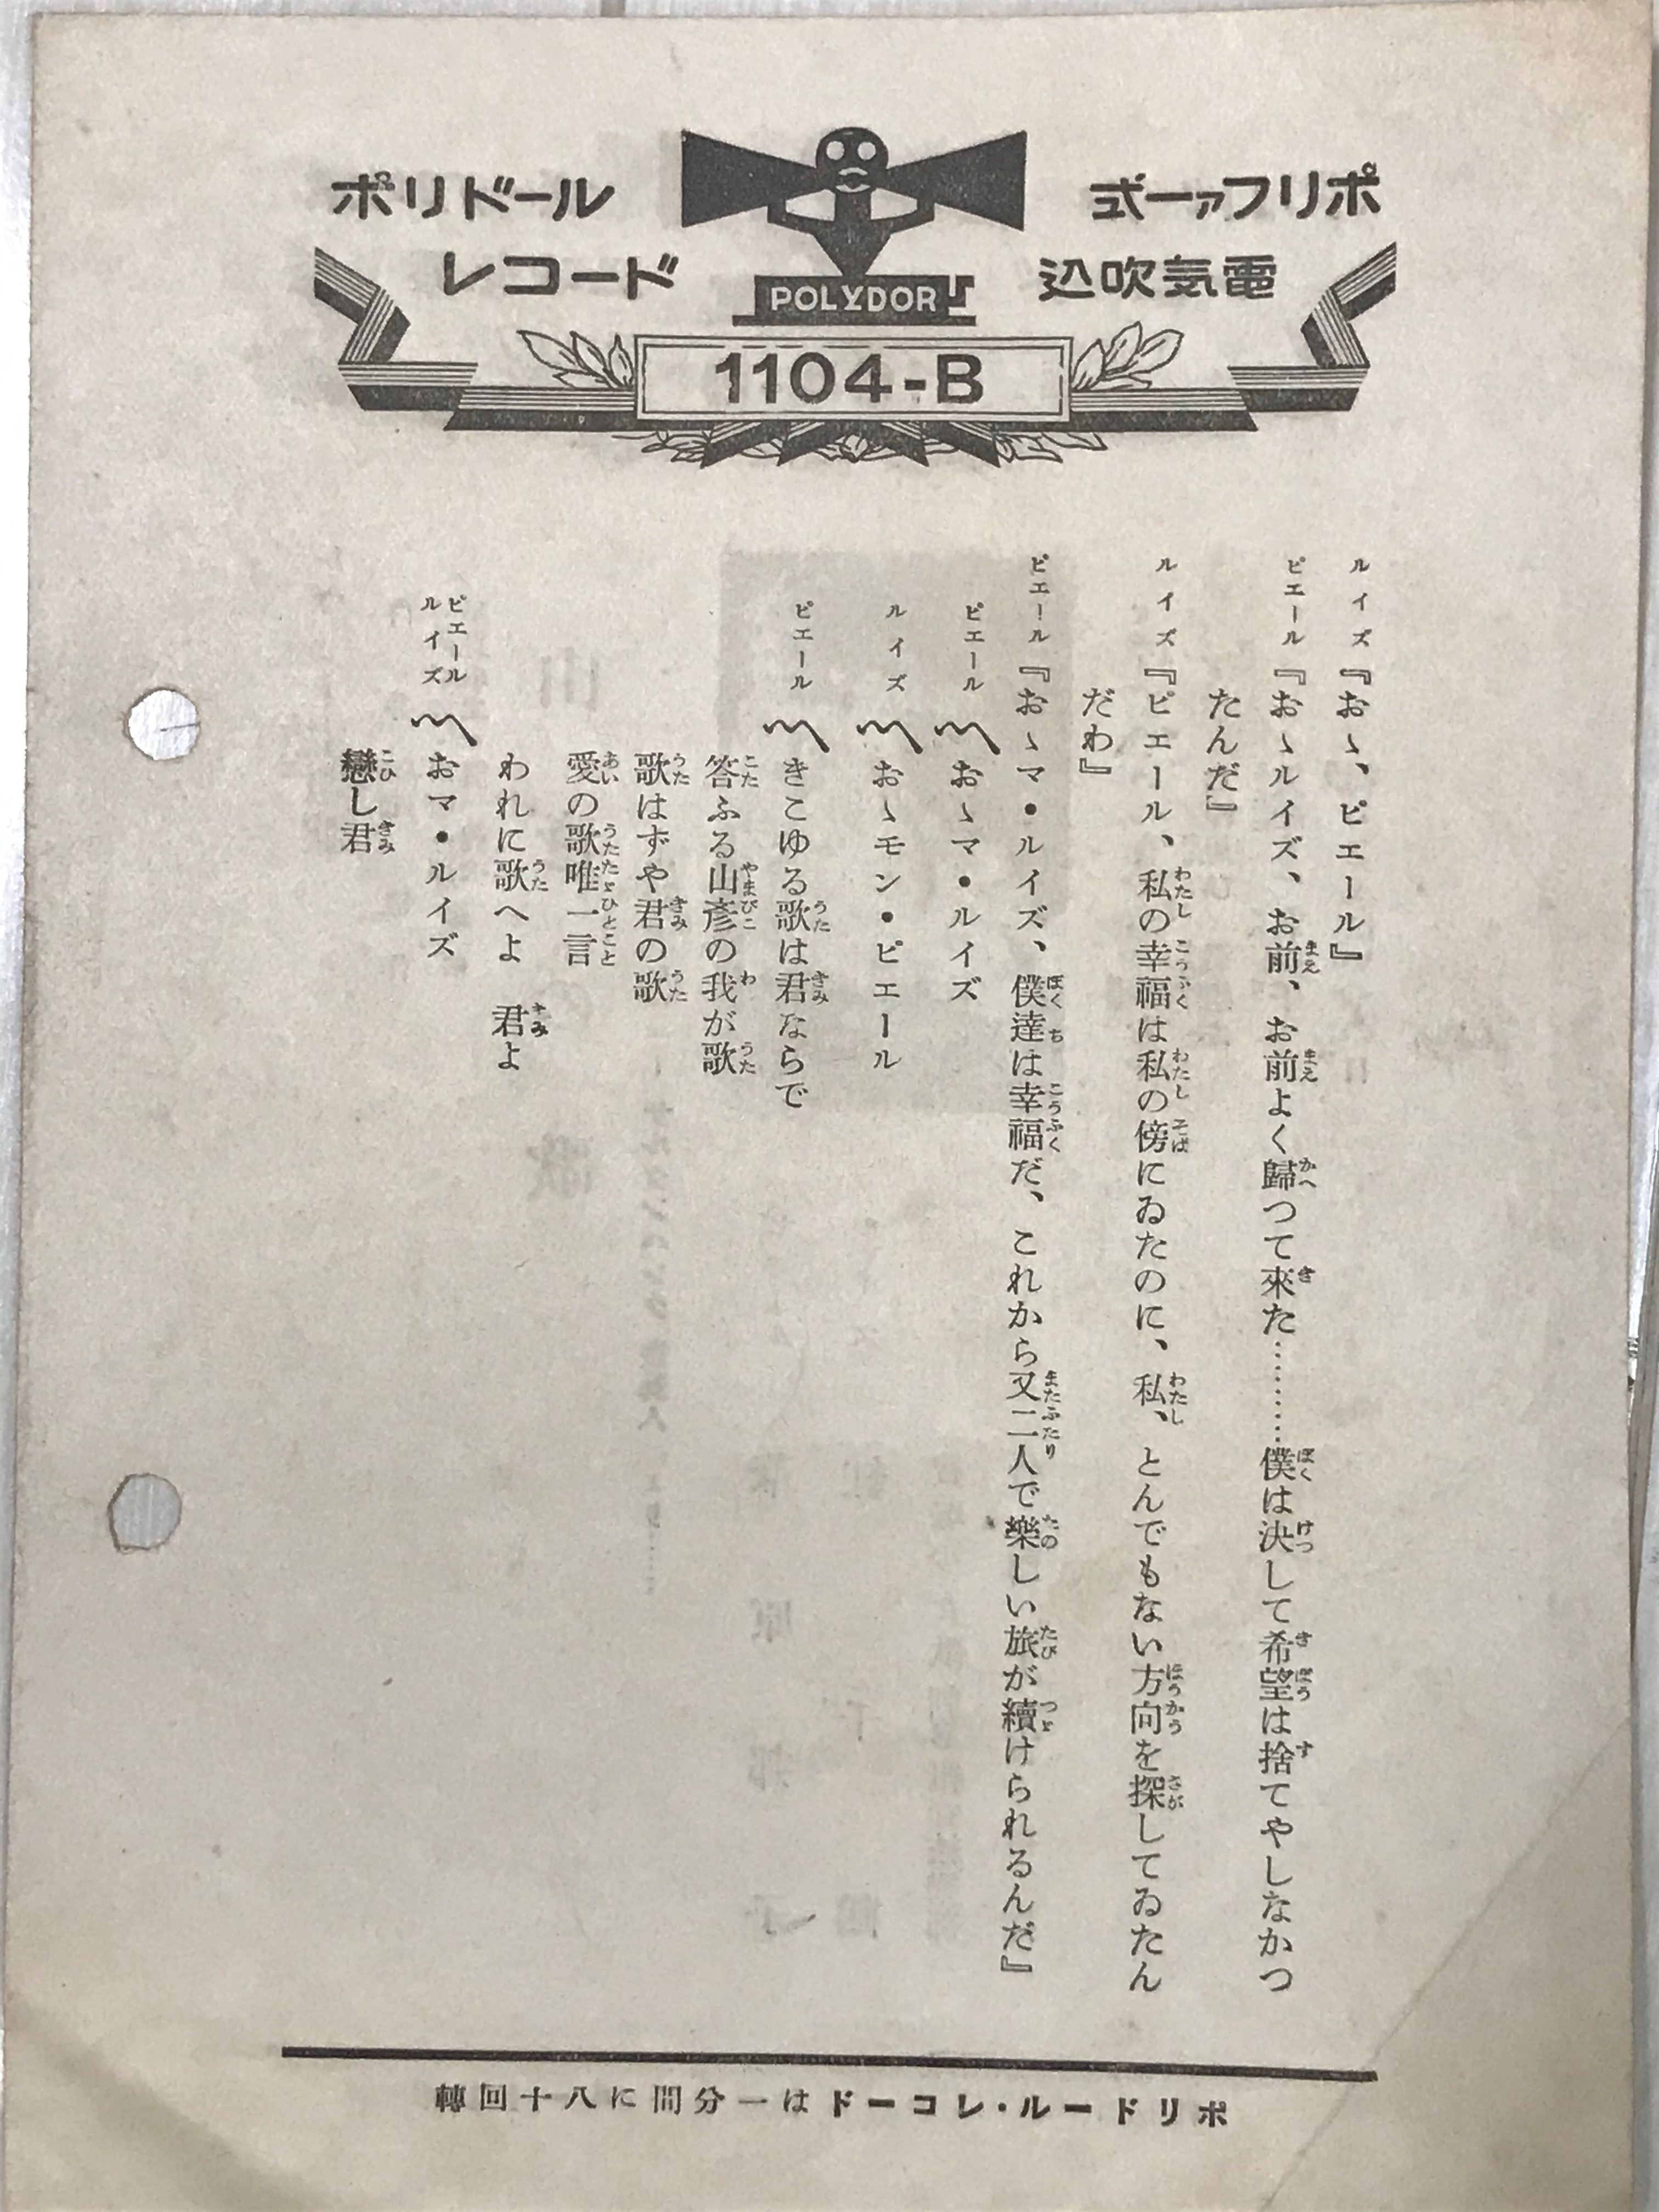 ポリドール
レコード
ポリファー式
電気吹込
POLYDOR
1104-B
ルイズ『おゝ、ピエール』
ピエール『おゝルイズ、お前、お前よく歸つて來た………僕は決して希望は捨てやしなかつ
たんだ』
ルイズ『ピエール、私の幸福は私の傍にゐたのに、私、とんでもない方向を探してゐたん
だわ』
ピエール『おゝマ・ルイズ、僕達は幸福だ、これから又二人で樂しい旅が續けられるんだ』
ピエール〽おゝマ・ルイズ
ルイズ〽おゝモン・ピエール
ピエール〽きこゆる歌は君ならで
答ふる山彦の我が歌
歌はずや君の歌
愛の歌唯一言
われに歌へよ　君よ
ピエール
ルイズ〽おマ・ルイズ
戀し君
ポリドール・レコードは一分間に八十回轉